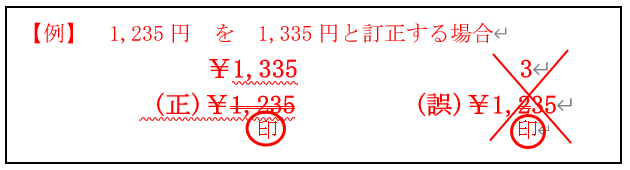 【例】　1,235円　を　1,335円と訂正する場合↵
￥1,335
3↵
(正)￥1,235
(誤)￥1,235↵
印
印↵